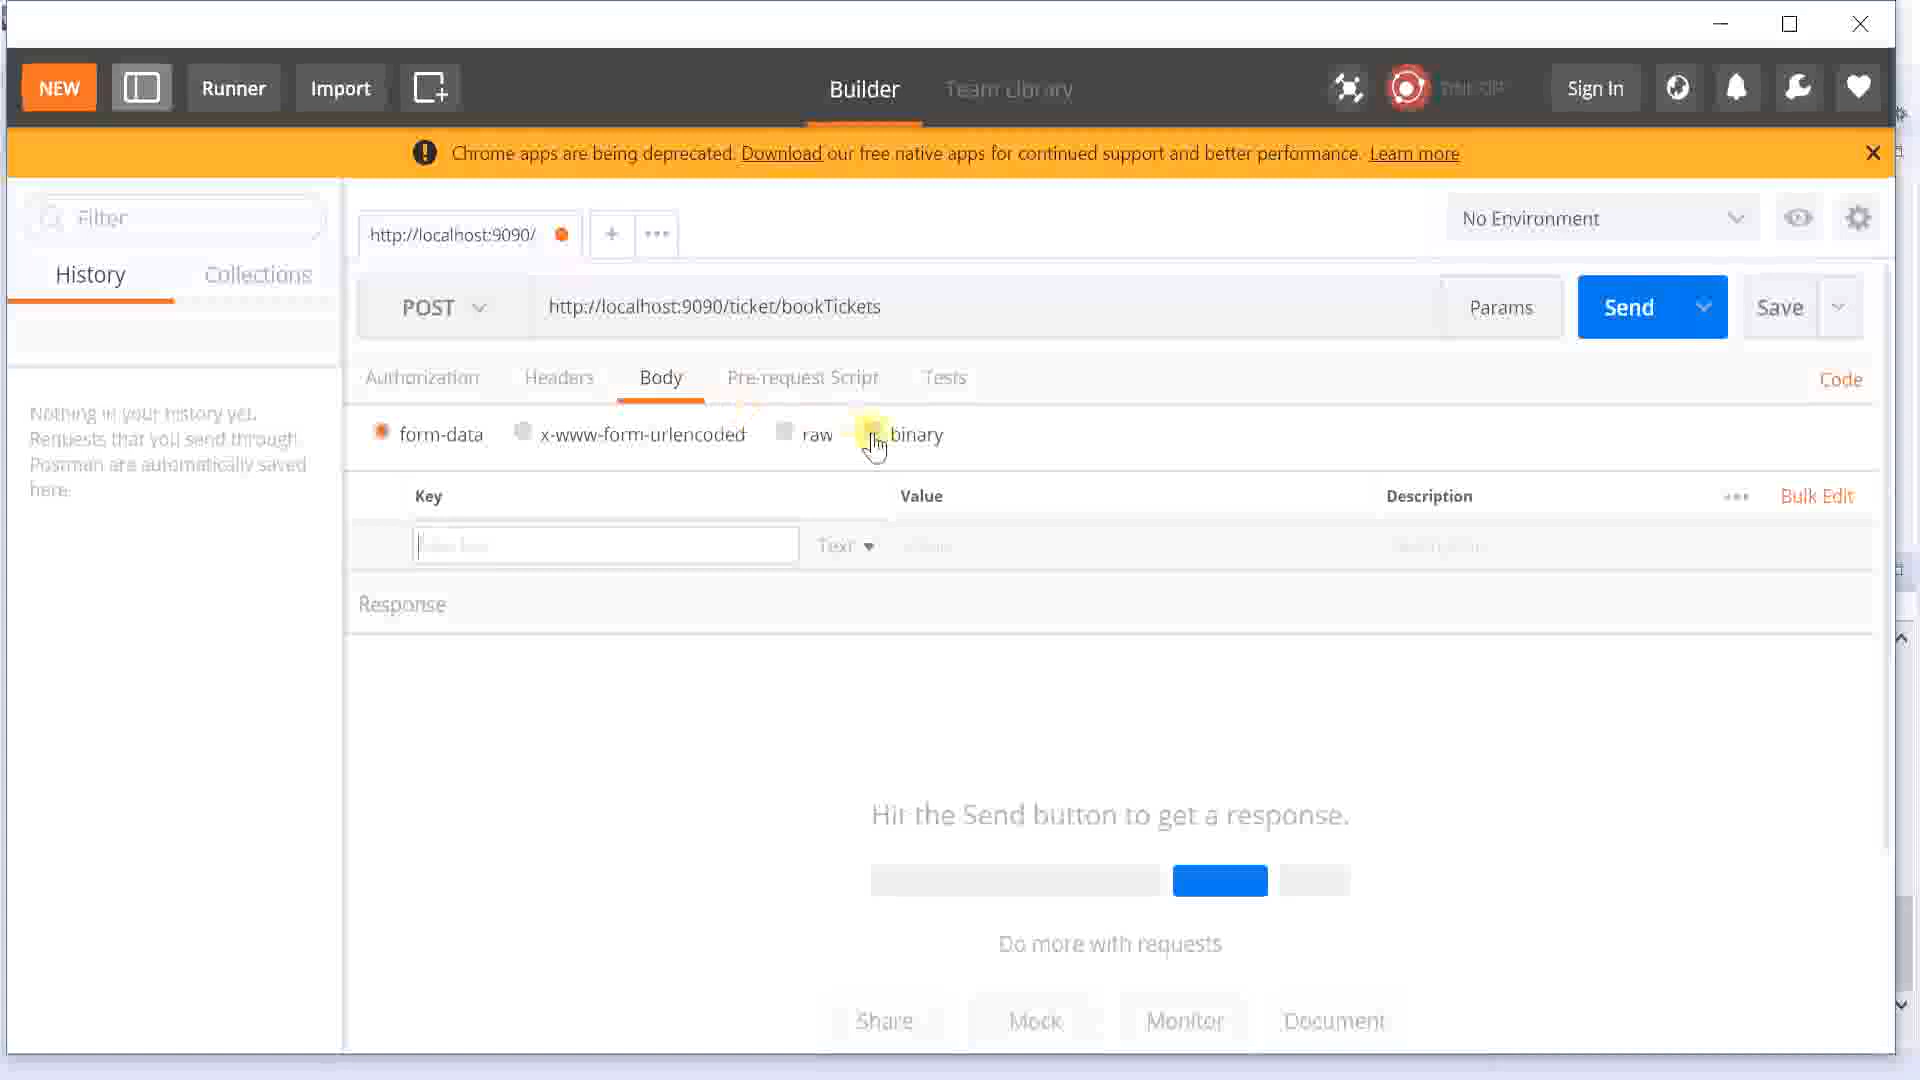 NEW
Runner
Import
Builder
Team Library
Sign In
Chrome apps are being deprecated. Download our free native apps for continued support and better performance. Learn more
Filter
History
Collections
Nothing in your history yet.
Requests that you send through
Postman are automatically saved
here.
http://localhost:9090/
No Environment
POST
http://localhost:9090/ticket/bookTickets
Params
Send
Save
Authorization
Headers
Body
Pre-request Script
Tests
Code
form-data
x-www-form-urlencoded
raw
binary
Key
Value
Description
Bulk Edit
Text
Response
Hit the Send button to get a response.
Do more with requests
Share
Mock
Monitor
Document